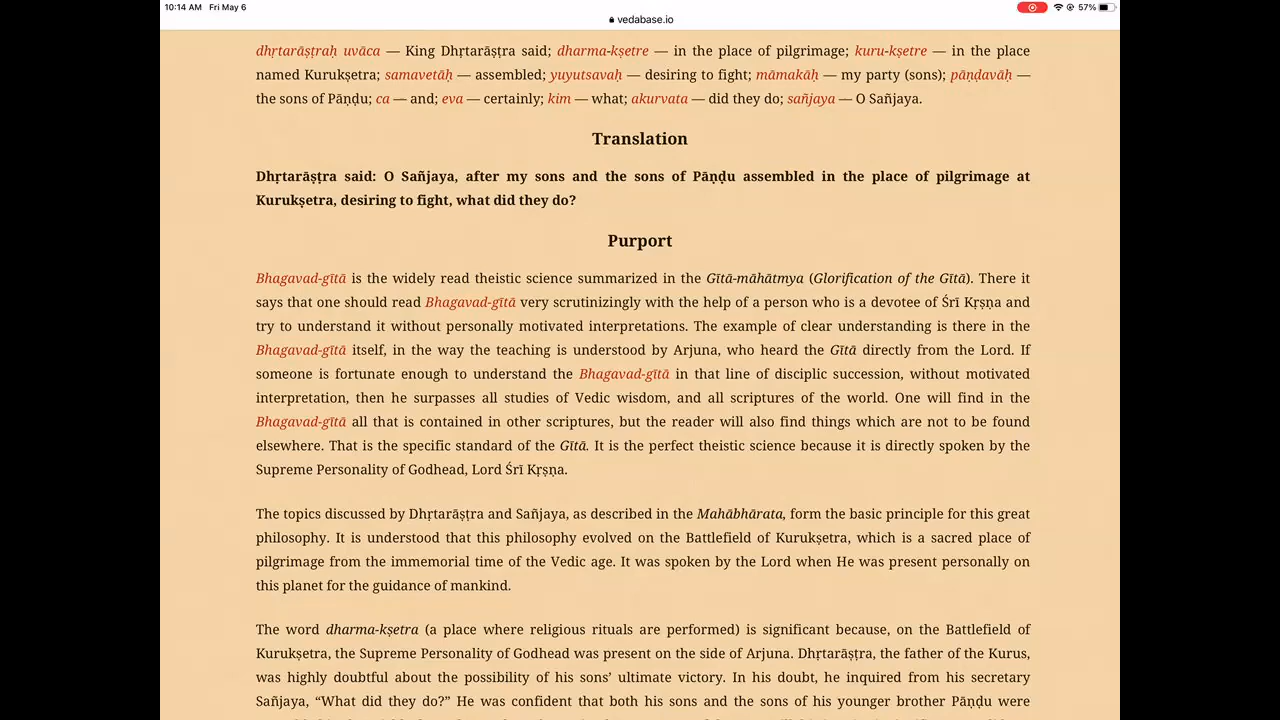 10:14 AM Fri May 6
57%
vedabase.io
dhṛtarāṣṭraḥ uvāca — King Dhṛtarāṣṭra said; dharma-kṣetre — in the place of pilgrimage; kuru-kṣetre — in the place
named Kurukṣetra; samavetāḥ — assembled; yuyutsavaḥ — desiring to fight; māmakāḥ — my party (sons); pāṇḍavāḥ —
the sons of Pāṇḍu; ca — and; eva — certainly; kim — what; akurvata — did they do; sañjaya — O Sañjaya.
Translation
Dhṛtarāṣṭra said: O Sañjaya, after my sons and the sons of Pāṇḍu assembled in the place of pilgrimage at
Kurukṣetra, desiring to fight, what did they do?
Purport
Bhagavad-gītā is the widely read theistic science summarized in the Gītā-māhātmya (Glorification of the Gītā). There it
says that one should read Bhagavad-gītā very scrutinizingly with the help of a person who is a devotee of Śrī Kṛṣṇa and
try to understand it without personally motivated interpretations. The example of clear understanding is there in the
Bhagavad-gītā itself, in the way the teaching is understood by Arjuna, who heard the Gītā directly from the Lord. If
someone is fortunate enough to understand the Bhagavad-gītā in that line of disciplic succession, without motivated
interpretation, then he surpasses all studies of Vedic wisdom, and all scriptures of the world. One will find in the
Bhagavad-gītā all that is contained in other scriptures, but the reader will also find things which are not to be found
elsewhere. That is the specific standard of the Gītā. It is the perfect theistic science because it is directly spoken by the
Supreme Personality of Godhead, Lord Śrī Kṛṣṇa.
The topics discussed by Dhṛtarāṣṭra and Sañjaya, as described in the Mahābhārata, form the basic principle for this great
philosophy. It is understood that this philosophy evolved on the Battlefield of Kurukṣetra, which is a sacred place of
pilgrimage from the immemorial time of the Vedic age. It was spoken by the Lord when He was present personally on
this planet for the guidance of mankind.
The word dharma-kṣetra (a place where religious rituals are performed) is significant because, on the Battlefield of
Kurukṣetra, the Supreme Personality of Godhead was present on the side of Arjuna. Dhṛtarāṣṭra, the father of the Kurus,
was highly doubtful about the possibility of his sons’ ultimate victory. In his doubt, he inquired from his secretary
Sañjaya, “What did they do?” He was confident that both his sons and the sons of his younger brother Pāṇḍu were